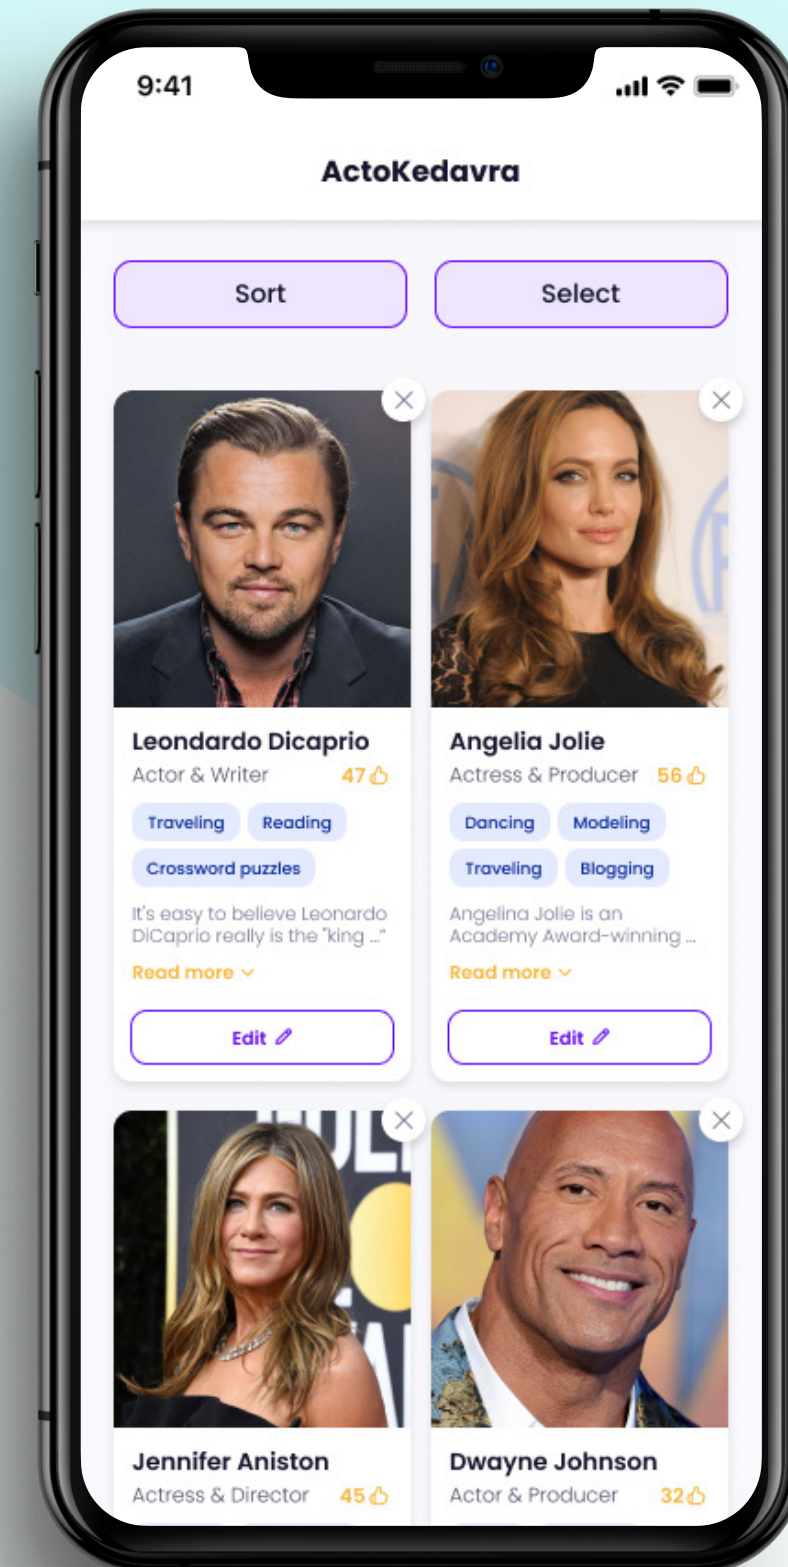 9:41
ActoKedavra
Sort
Select
Leondardo Dicaprio
Actor & Writer 47
Traveling Reading
Crossword puzzles
It's easy to believe Leonardo
DiCaprio really is the "king ..."
Read more
Edit
Angelia Jolie
Actress & Producer 56
Dancing Modeling
Traveling Blogging
Angelina Jolie is an
Academy Award-winning ...
Read more
Edit
Jennifer Aniston
Actress & Director 45
Dwayne Johnson
Actor & Producer 32